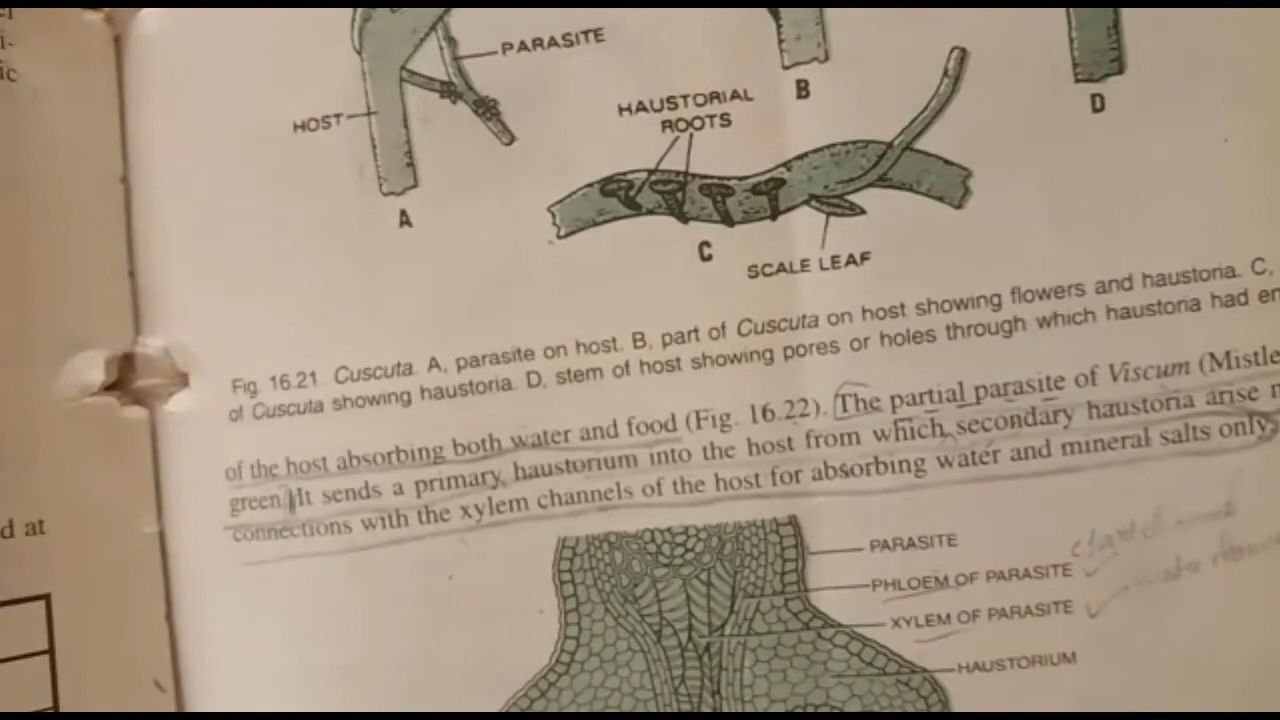 i-
ic
PARASITE
HOST
A
B
D
HAUSTORIAL
ROOTS
C
SCALE LEAF
Fig. 16.21. Cuscuta. A, parasite on host. B, part of Cuscuta on host showing flowers and haustoria. C,
of Cuscuta showing haustoria. D, stem of host showing pores or holes through which haustoria had
of the host absorbing both water and food (Fig. 16.22). The partial parasite of Viscum
green. It sends a primary haustorium into the host from which secondary haustoria arise
connections with the xylem channels of the host for absorbing water and mineral salts only.
d at
PARASITE
PHLOEM OF PARASITE
XYLEM OF PARASITE
HAUSTORIUM